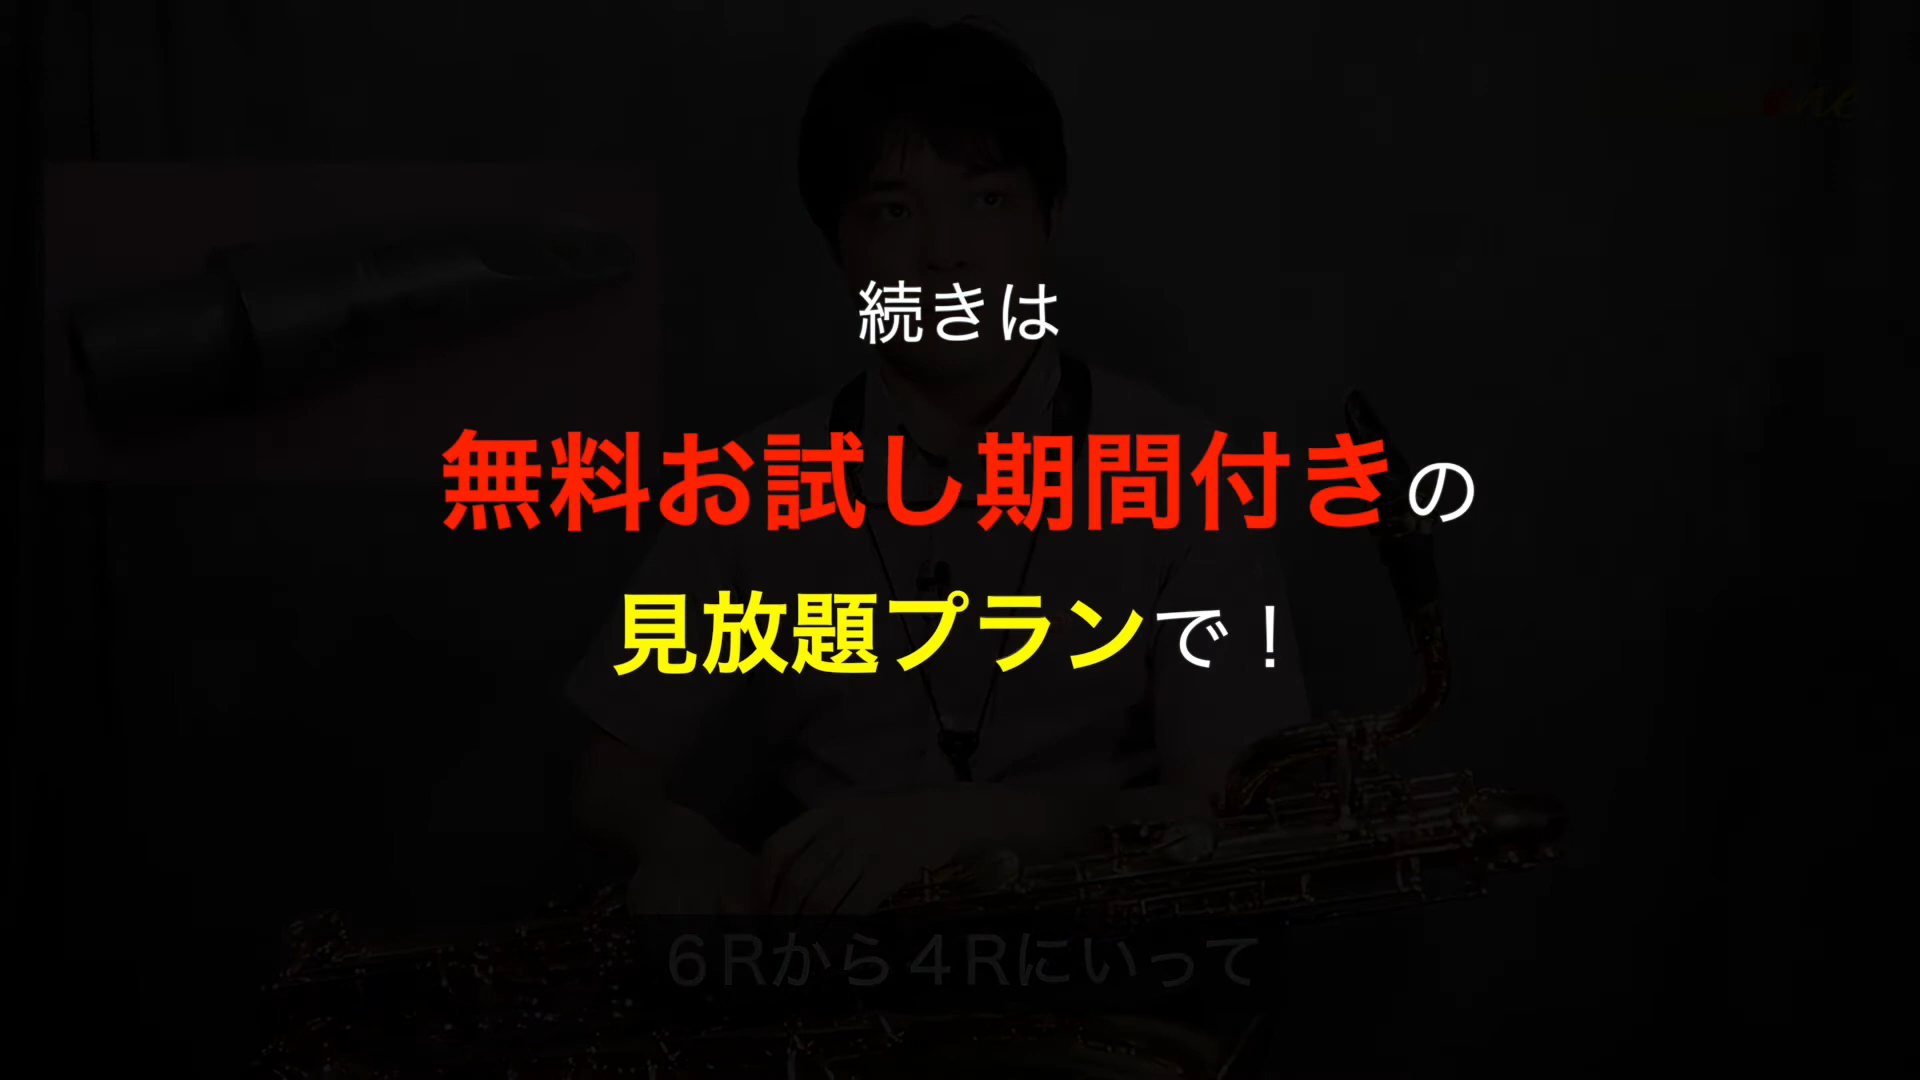 続きは
無料お試し期間付きの
見放題プランで！
６Rから４Rにいって